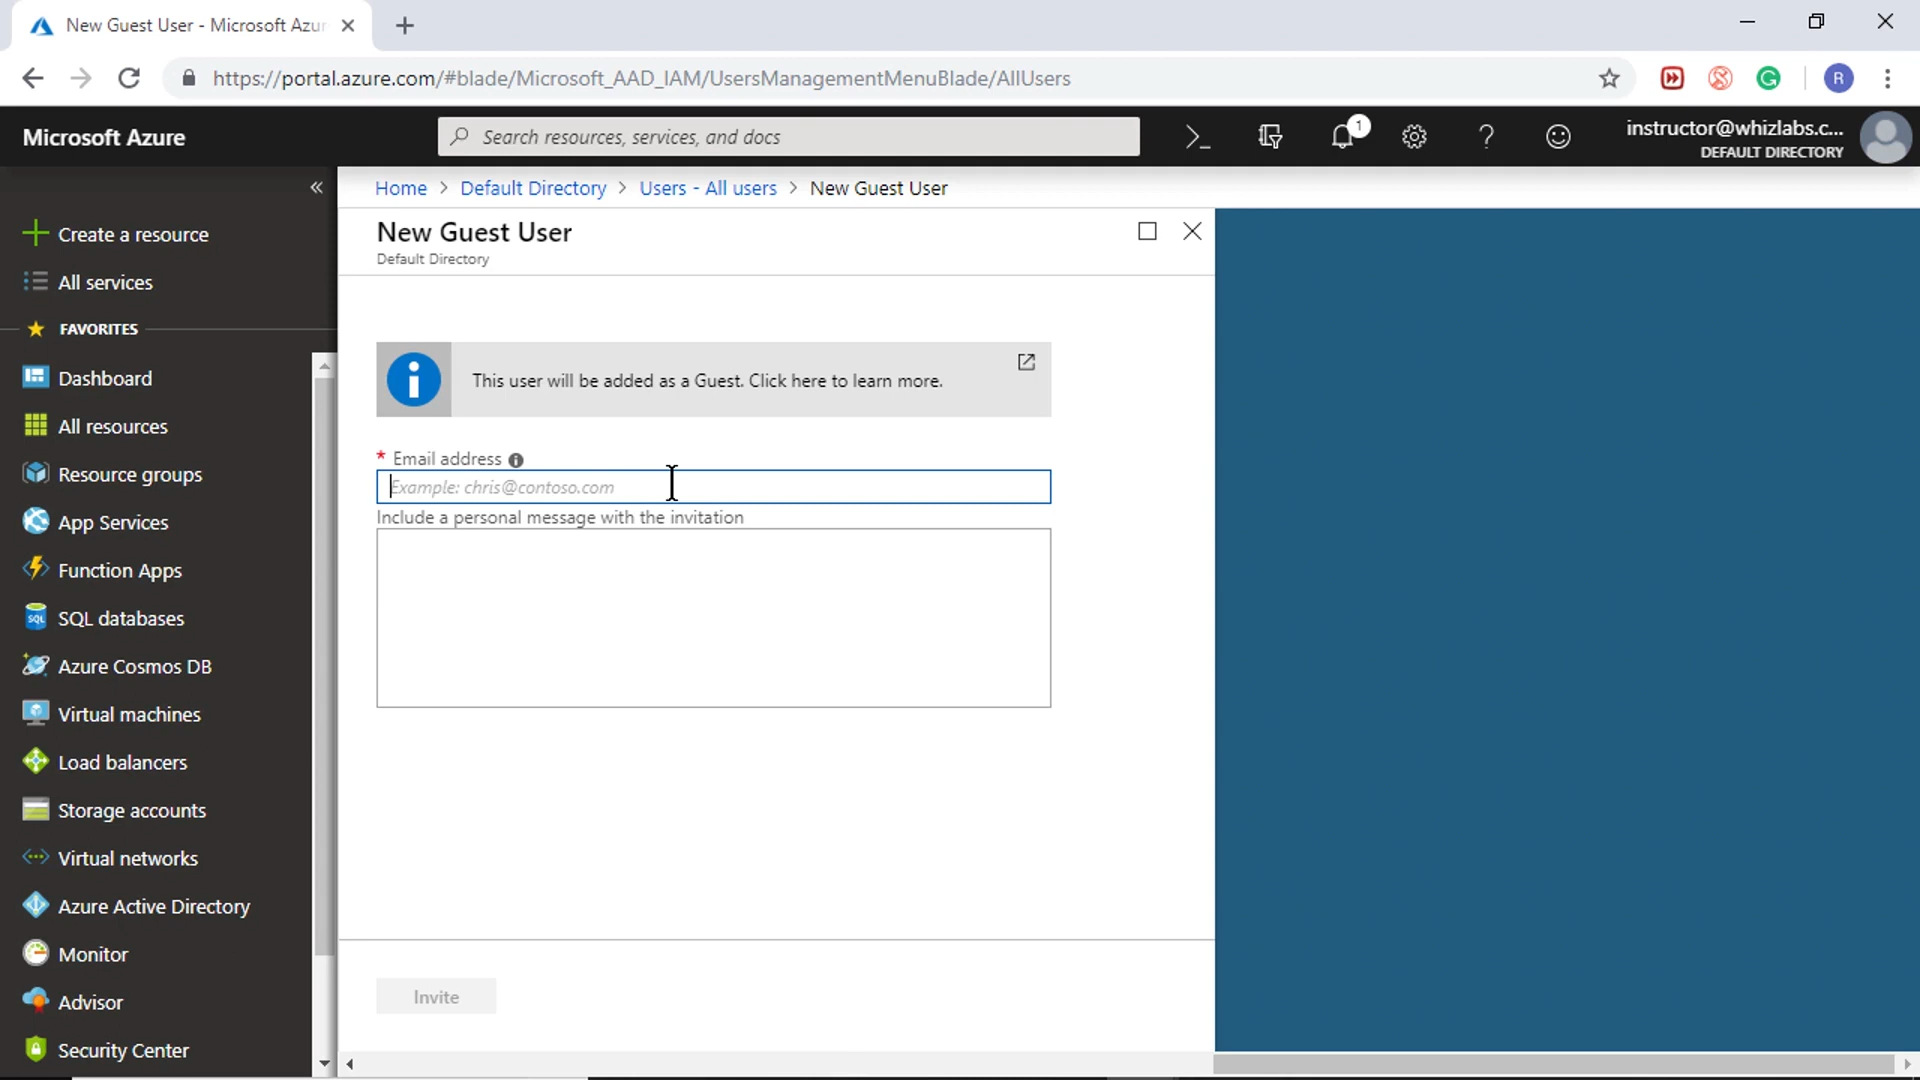 New Guest User - Microsoft Azur
https://portal.azure.com/#blade/Microsoft_AAD_IAM/UsersManagementMenuBlade/AllUsers
R
Microsoft Azure
Search resources, services, and docs
>_
1
?
instructor@whizlabs.c...
DEFAULT DIRECTORY
«
Home > Default Directory > Users - All users > New Guest User
Create a resource
All services
FAVORITES
Dashboard
All resources
Resource groups
App Services
Function Apps
SQL
SQL databases
Azure Cosmos DB
Virtual machines
Load balancers
Storage accounts
Virtual networks
Azure Active Directory
Monitor
Advisor
Security Center
New Guest User
Default Directory
This user will be added as a Guest. Click here to learn more.
* Email address
Example: chris@contoso.com
Include a personal message with the invitation
Invite